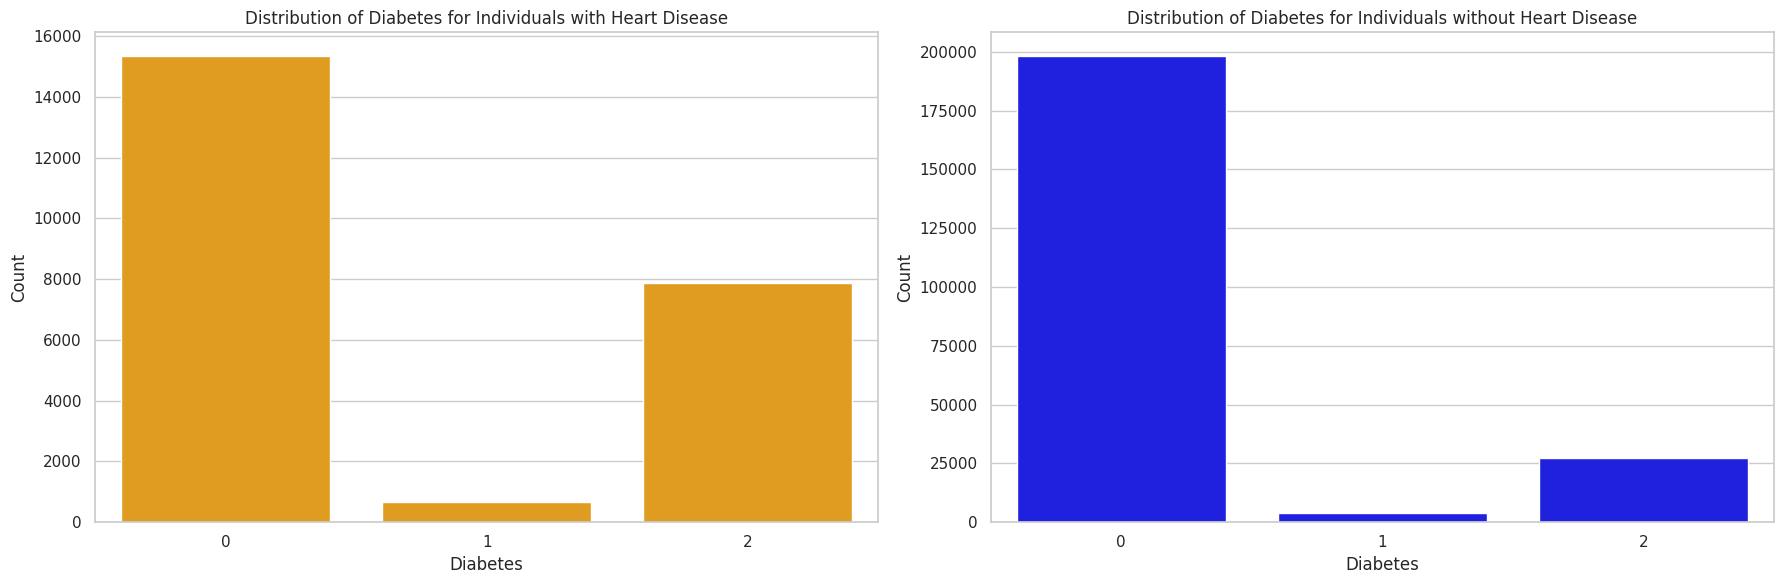 Distribution of Diabetes for Individuals with Heart Disease
16000
14000
12000
10000
8000
6000
4000
2000
0
Count
0 1 2
Diabetes
Distribution of Diabetes for Individuals without Heart Disease
200000
175000
150000
125000
100000
75000
50000
25000
0
Count
0 1 2
Diabetes